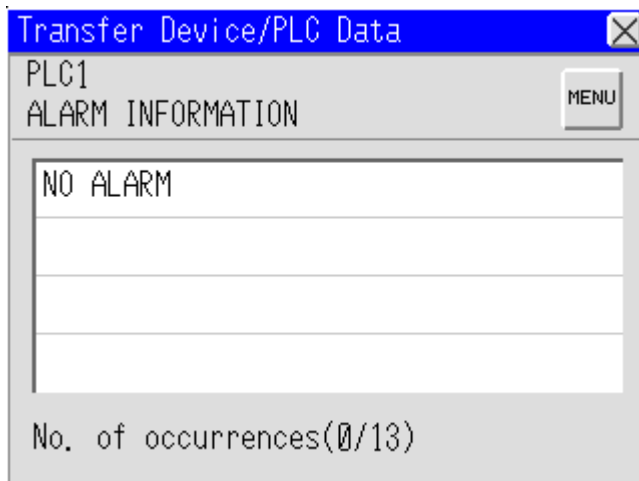 Transfer Device/PLC Data
PLC1
ALARM INFORMATION
MENU
NO ALARM
No. of occurrences(0/13)